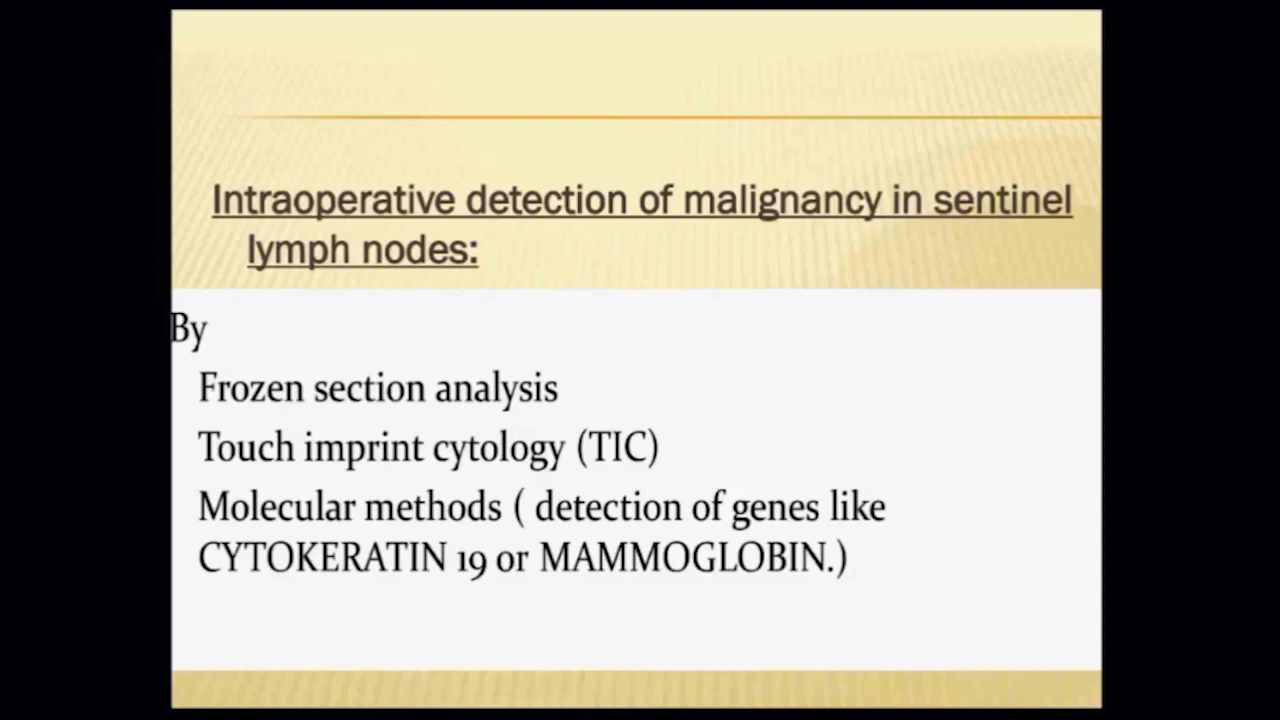 Intraoperative detection of malignancy in sentinel
lymph nodes:
By
Frozen section analysis
Touch imprint cytology (TIC)
Molecular methods ( detection of genes like
CYTOKERATIN 19 or MAMMOGLOBIN.)